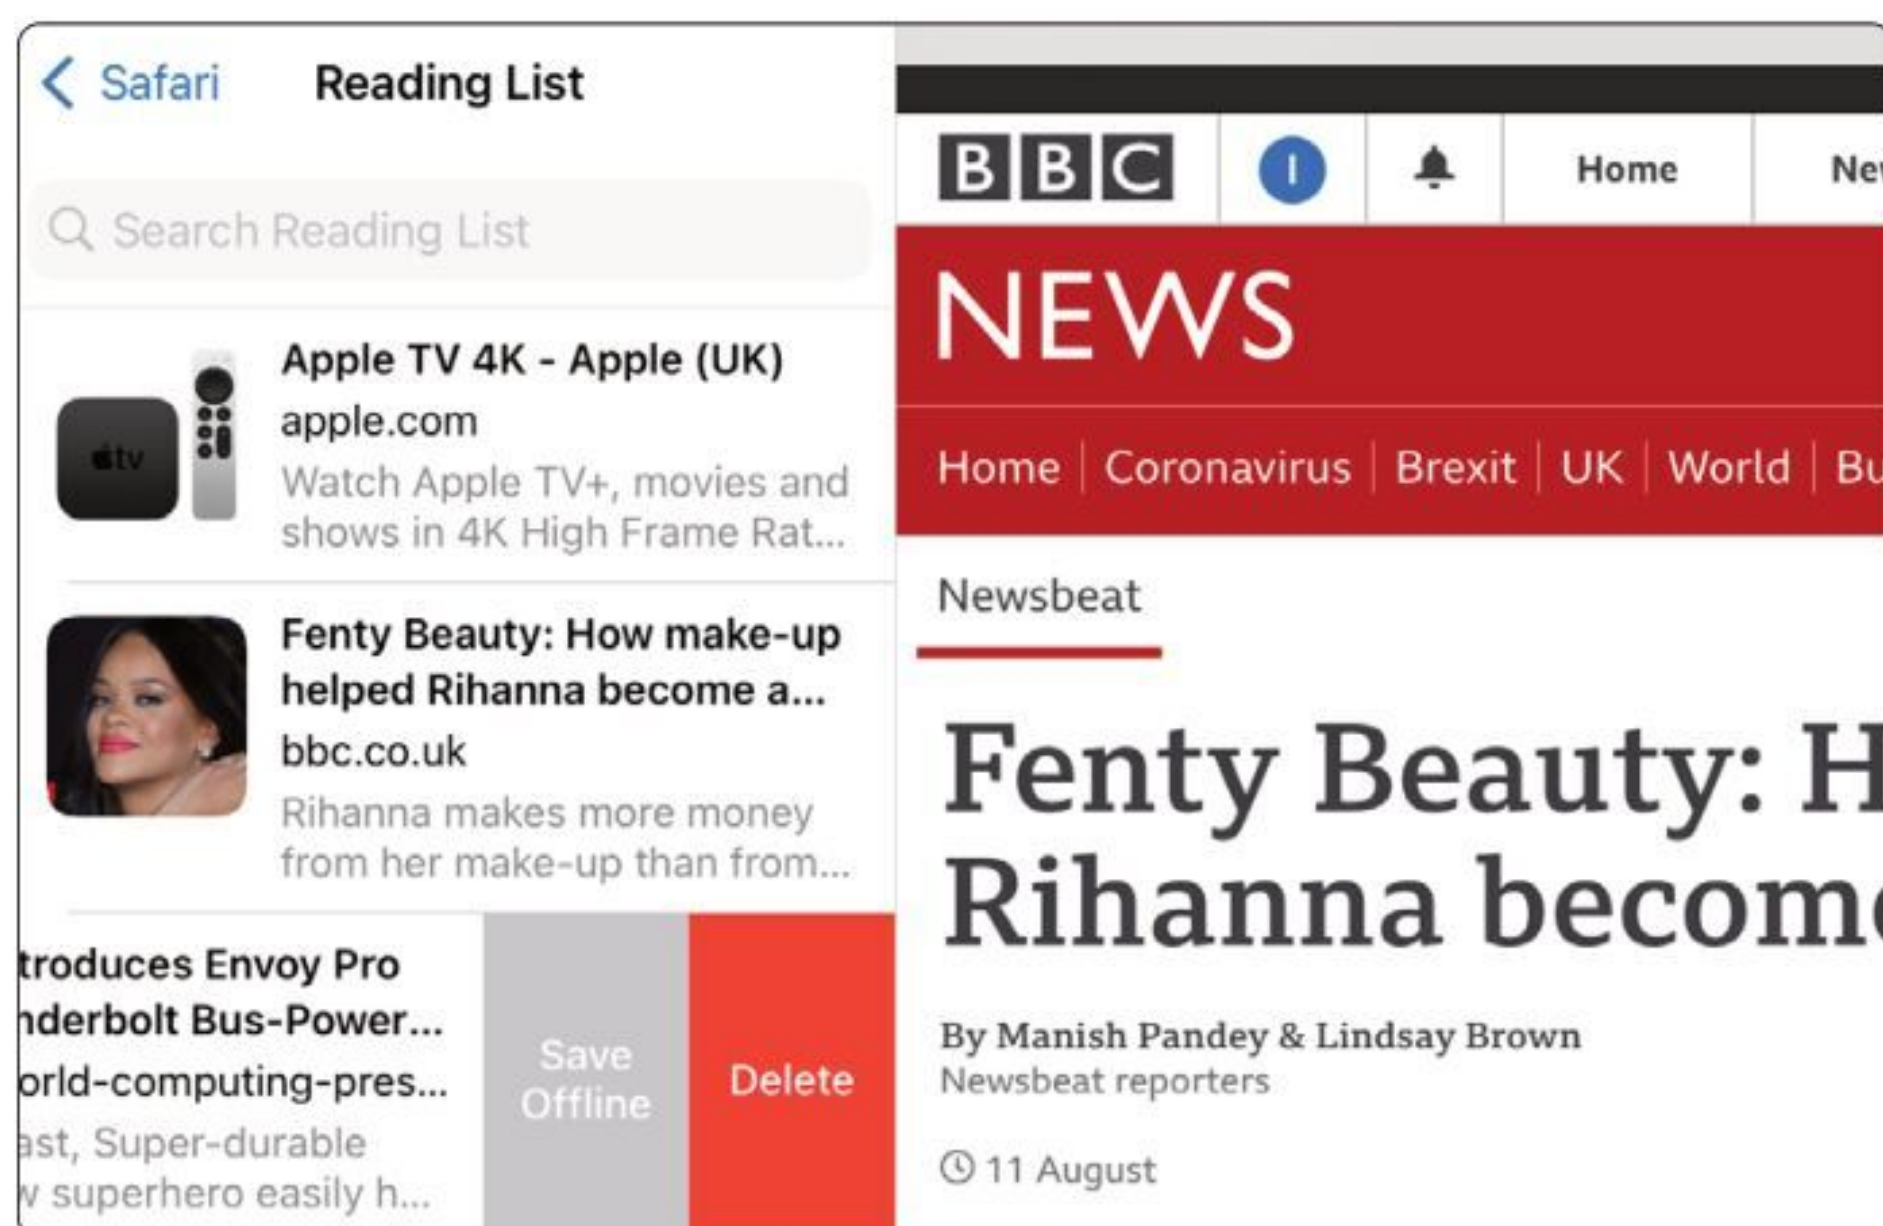 Safari Reading List
Search Reading List
Apple TV 4K - Apple (UK)
apple.com
Watch Apple TV+, movies and
shows in 4K High Frame Rat...
tv
Fenty Beauty: How make-up
helped Rihanna become a...
bbc.co.uk
Rihanna makes more money
from her make-up than from...
troduces Envoy Pro
nderbolt Bus-Power...
orld-computing-pres...
ast, Super-durable
w superhero easily h...
Save
Offline
Delete
BBC I Home Nev
NEWS
Home Coronavirus Brexit UK World Bu
Newsbeat
Fenty Beauty: H
Rihanna become
By Manish Pandey & Lindsay Brown
Newsbeat reporters
11 August